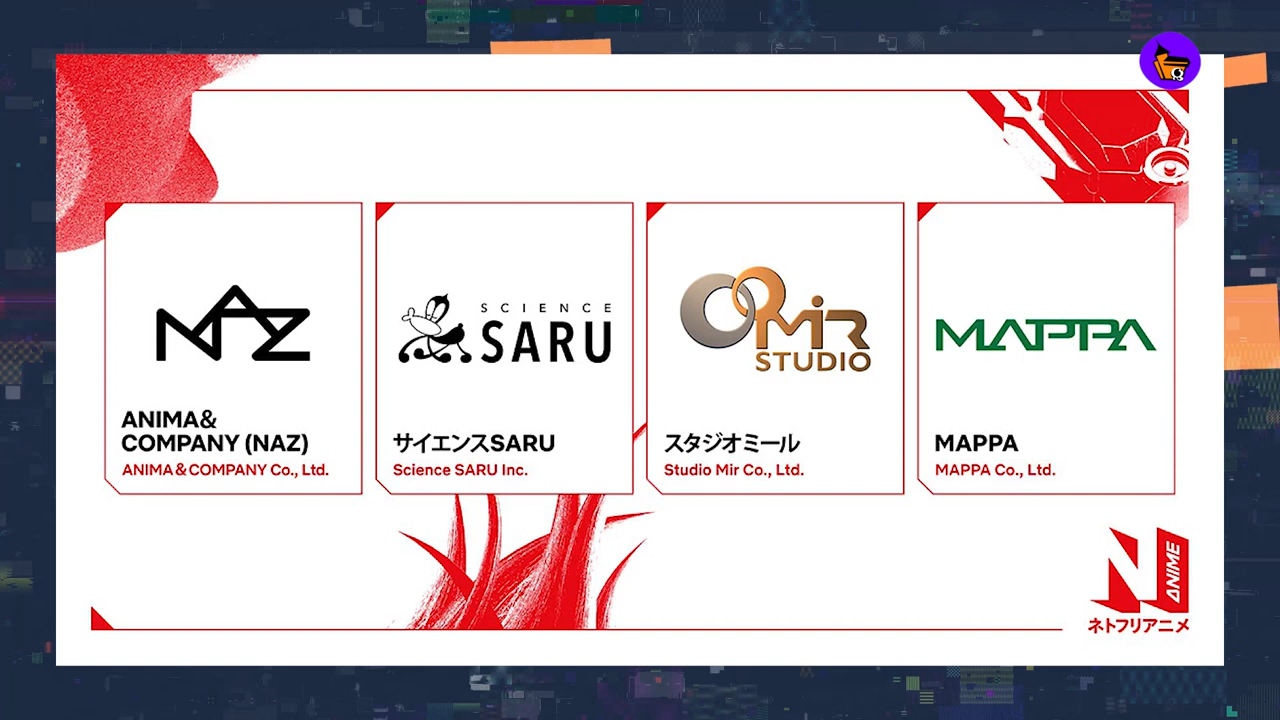 NAZ
ANIMA&
COMPANY (NAZ)
ANIMA&COMPANY Co., Ltd.
SCIENCE
SARU
サイエンスSARU
Science SARU Inc.
Mir
STUDIO
スタジオミール
Studio Mir Co., Ltd.
MAPPA
MAPPA
MAPPA Co., Ltd.
N ANIME
ネトフリアニメ